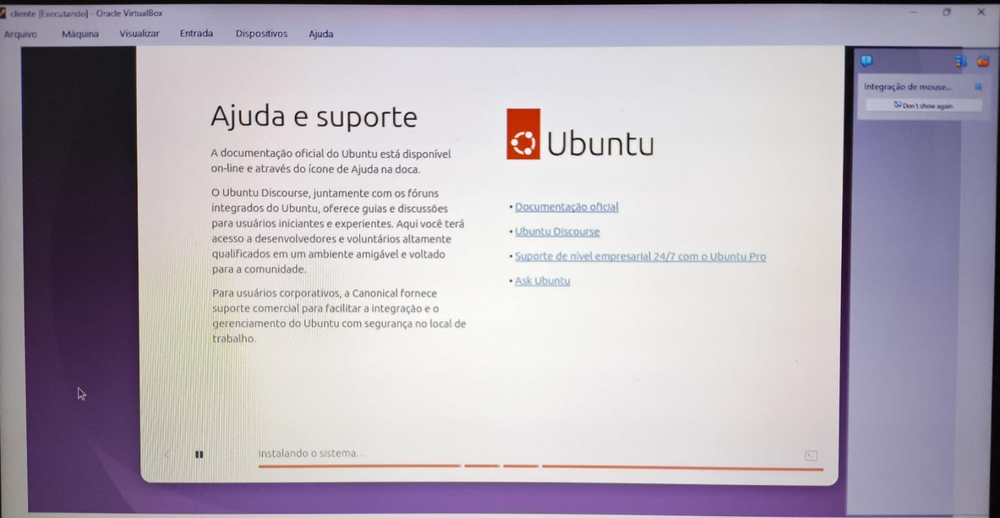 cliente [Executando] - Oracle VirtualBox
Arquivo Máquina Visualizar Entrada Dispositivos Ajuda
Integração de mouse...
Don't show again
Ajuda e suporte
A documentação oficial do Ubuntu está disponível
on-line e através do ícone de Ajuda na doca.
O Ubuntu Discourse, juntamente com os fóruns
integrados do Ubuntu, oferece guias e discussões
para usuários iniciantes e experientes. Aqui você terá
acesso a desenvolvedores e voluntários altamente
qualificados em um ambiente amigável e voltado
para a comunidade.
Para usuários corporativos, a Canonical fornece
suporte comercial para facilitar a integração e o
gerenciamento do Ubuntu com segurança no local de
trabalho.
Ubuntu
• Documentação oficial
• Ubuntu Discourse
• Suporte de nível empresarial 24/7 com o Ubuntu Pro
• Ask Ubuntu
Instalando o sistema...